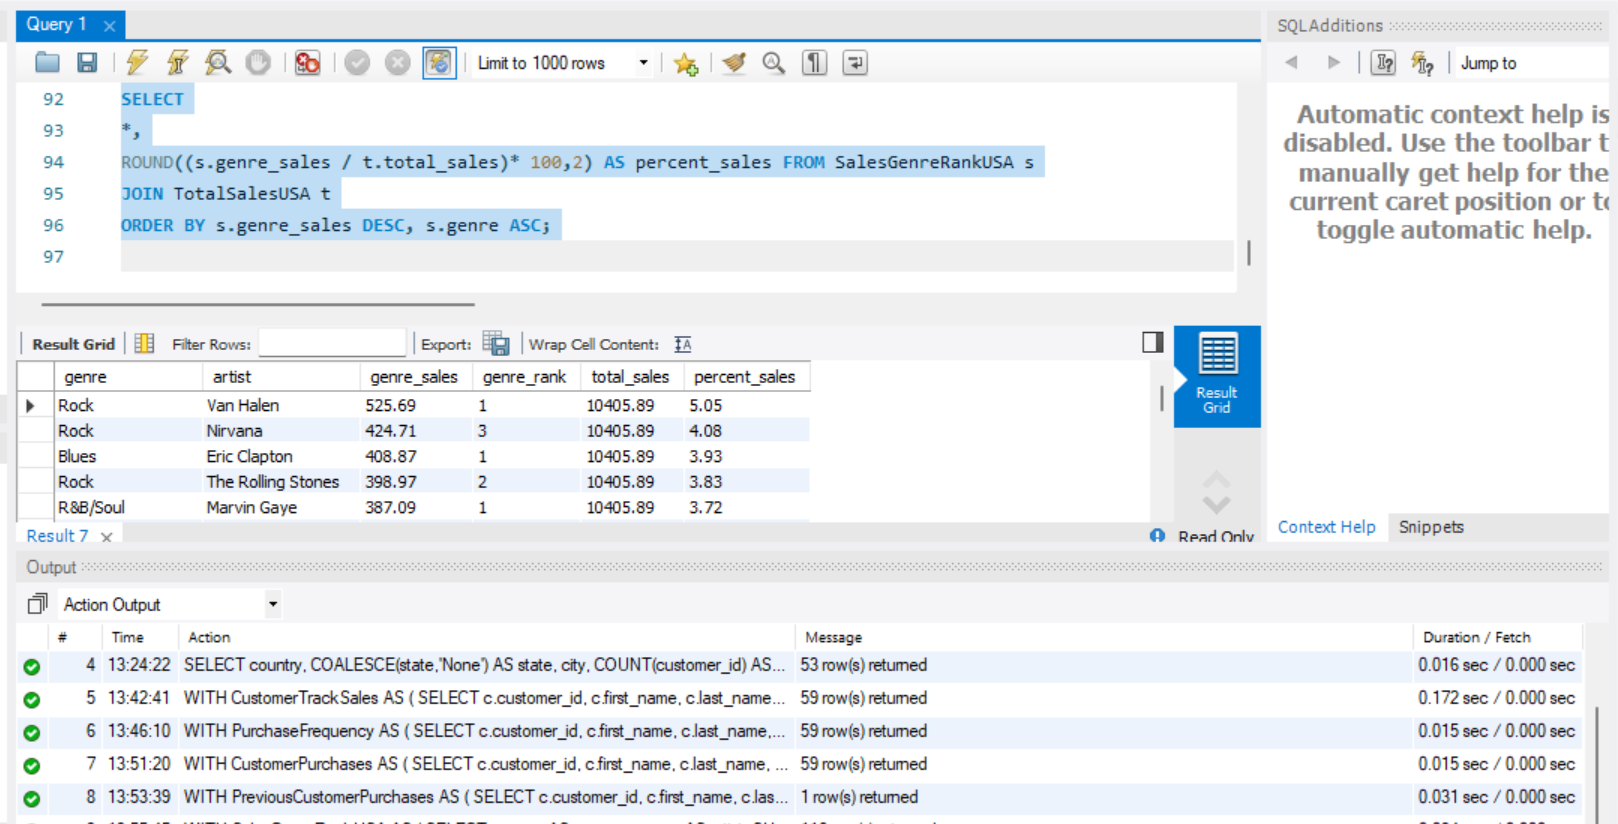 Query 1
SQLAdditions
Limit to 1000 rows
Jump to
92 SELECT
93 *,
94 ROUND((s.genre_sales / t.total_sales)* 100,2) AS percent_sales FROM SalesGenreRankUSA s
95 JOIN TotalSalesUSA t
96 ORDER BY s.genre_sales DESC, s.genre ASC;
97
Automatic context help is
disabled. Use the toolbar t
manually get help for the
current caret position or to
toggle automatic help.
Result Grid Filter Rows: Export: Wrap Cell Content:
genre artist genre_sales genre_rank total_sales percent_sales
Rock Van Halen 525.69 1 10405.89 5.05
Rock Nirvana 424.71 3 10405.89 4.08
Blues Eric Clapton 408.87 1 10405.89 3.93
Rock The Rolling Stones 398.97 2 10405.89 3.83
R&B/Soul Marvin Gaye 387.09 1 10405.89 3.72
Result
Grid
Result 7
Read Only
Context Help Snippets
Output
Action Output
# Time Action Message Duration / Fetch
4 13:24:22 SELECT country, COALESCE(state,'None') AS state, city, COUNT(customer_id) AS... 53 row(s) returned 0.016 sec / 0.000 sec
5 13:42:41 WITH CustomerTrackSales AS ( SELECT c.customer_id, c.first_name, c.last_name... 59 row(s) returned 0.172 sec / 0.000 sec
6 13:46:10 WITH PurchaseFrequency AS ( SELECT c.customer_id, c.first_name, c.last_name,... 59 row(s) returned 0.015 sec / 0.000 sec
7 13:51:20 WITH CustomerPurchases AS ( SELECT c.customer_id, c.first_name, c.last_name, ... 59 row(s) returned 0.015 sec / 0.000 sec
8 13:53:39 WITH PreviousCustomerPurchases AS ( SELECT c.customer_id, c.first_name, c.las... 1 row(s) returned 0.031 sec / 0.000 sec